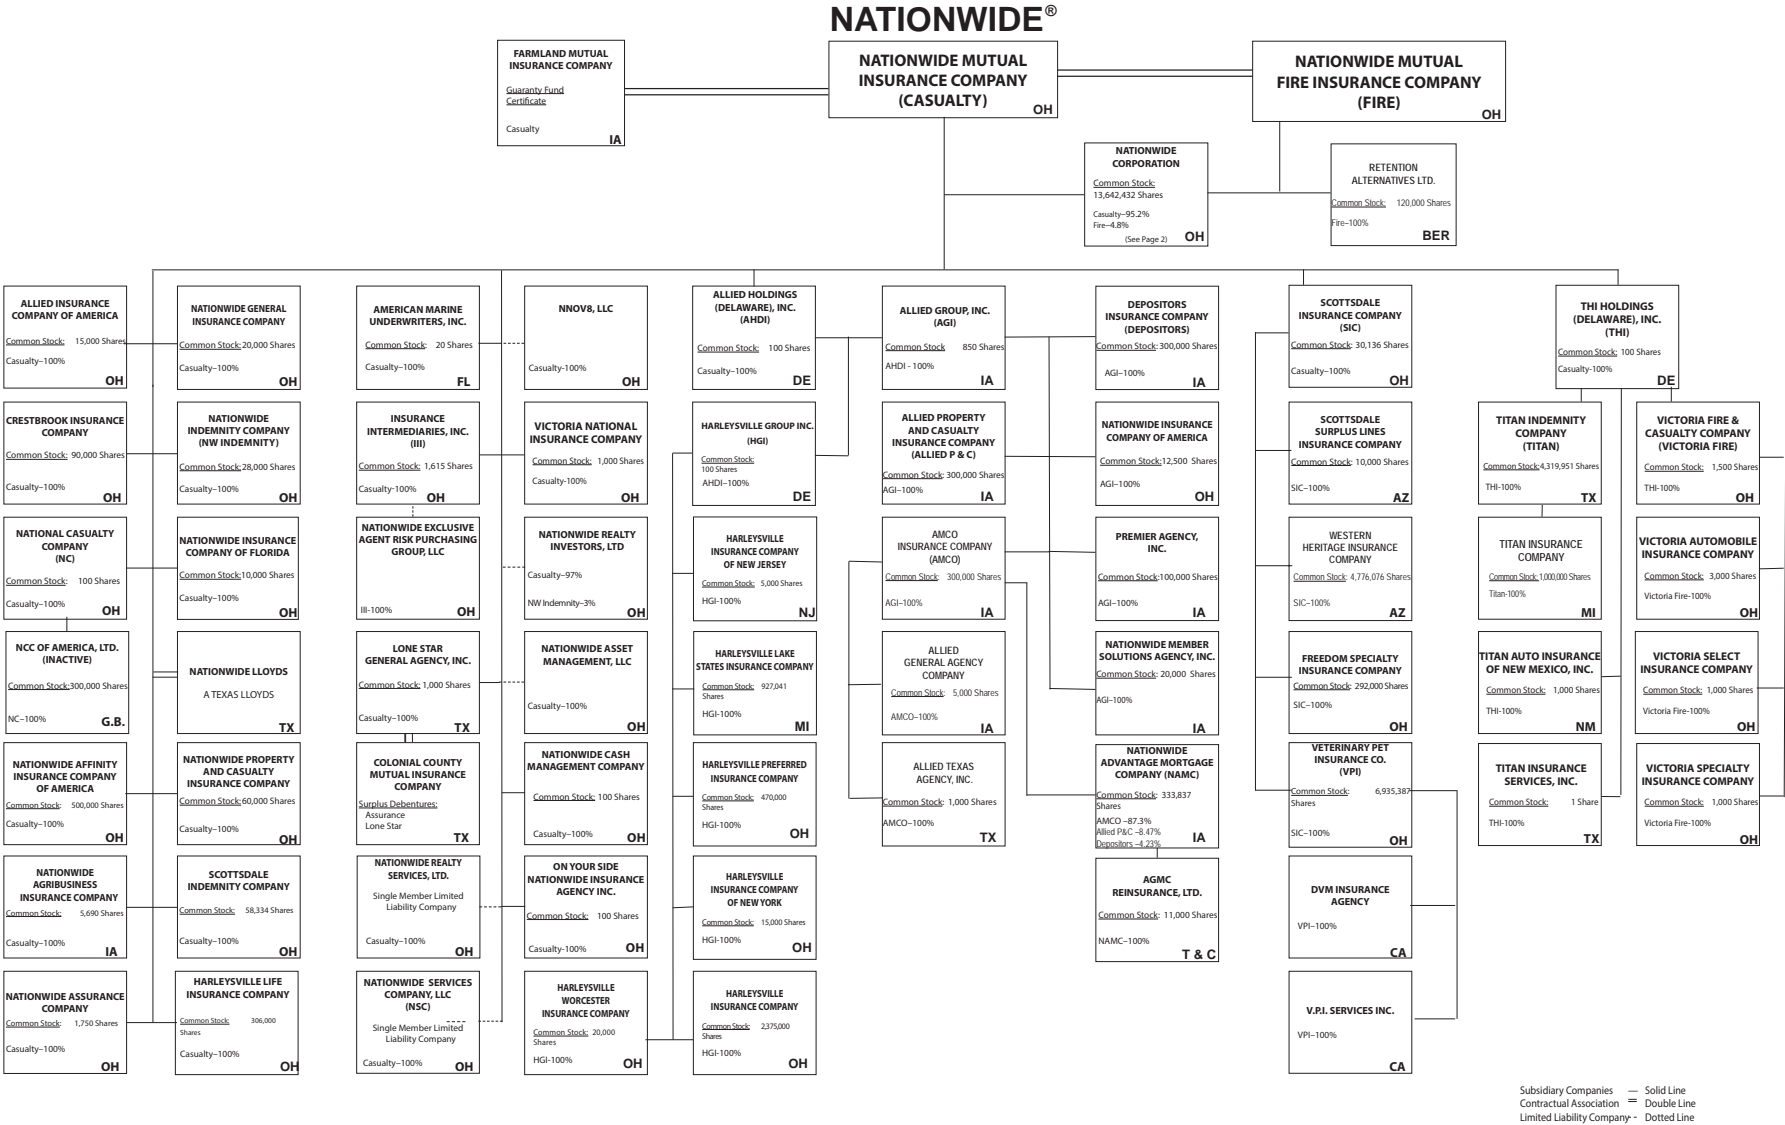 NATIONWIDE®
FARMLAND MUTUAL
INSURANCE COMPANY
Guaranty Fund
Certificate
Casualty
IA
NATIONWIDE MUTUAL
INSURANCE COMPANY
(CASUALTY)
OH
NATIONWIDE MUTUAL
FIRE INSURANCE COMPANY
(FIRE)
OH
NATIONWIDE
CORPORATION
Common Stock:
13,642,432 Shares
Casualty–95.2%
Fire–4.8%
(See Page 2) OH
RETENTION
ALTERNATIVES LTD.
Common Stock: 120,000 Shares
Fire–100%
BER
ALLIED INSURANCE
COMPANY OF AMERICA
Common Stock: 15,000 Shares
Casualty–100%
OH
NATIONWIDE GENERAL
INSURANCE COMPANY
Common Stock: 20,000 Shares
Casualty–100%
OH
AMERICAN MARINE
UNDERWRITERS, INC.
Common Stock: 20 Shares
Casualty–100%
FL
NNOV8, LLC
Casualty-100%
OH
ALLIED HOLDINGS
(DELAWARE), INC.
(AHDI)
Common Stock: 100 Shares
Casualty–100%
DE
ALLIED GROUP, INC.
(AGI)
Common Stock 850 Shares
AHDI - 100%
IA
DEPOSITORS
INSURANCE COMPANY
(DEPOSITORS)
Common Stock: 300,000 Shares
AGI–100%
IA
SCOTTSDALE
INSURANCE COMPANY
(SIC)
Common Stock: 30,136 Shares
Casualty–100%
OH
THI HOLDINGS
(DELAWARE), INC.
(THI)
Common Stock: 100 Shares
Casualty-100%
DE
CRESTBROOK INSURANCE
COMPANY
Common Stock: 90,000 Shares
Casualty–100%
OH
NATIONWIDE
INDEMNITY COMPANY
(NW INDEMNITY)
Common Stock: 28,000 Shares
Casualty–100%
OH
INSURANCE
INTERMEDIARIES, INC.
(III)
Common Stock: 1,615 Shares
Casualty-100%
OH
VICTORIA NATIONAL
INSURANCE COMPANY
Common Stock: 1,000 Shares
Casualty-100%
OH
HARLEYSVILLE GROUP INC.
(HGI)
Common Stock:
100 Shares
AHDI–100%
DE
ALLIED PROPERTY
AND CASUALTY
INSURANCE COMPANY
(ALLIED P & C)
Common Stock: 300,000 Shares
AGI–100%
IA
NATIONWIDE INSURANCE
COMPANY OF AMERICA
Common Stock: 12,500 Shares
AGI–100%
OH
SCOTTSDALE
SURPLUS LINES
INSURANCE COMPANY
Common Stock: 10,000 Shares
SIC–100%
AZ
TITAN INDEMNITY
COMPANY
(TITAN)
Common Stock: 4,319,951 Shares
THI-100%
TX
VICTORIA FIRE &
CASUALTY COMPANY
(VICTORIA FIRE)
Common Stock: 1,500 Shares
THI-100%
OH
NATIONAL CASUALTY
COMPANY
(NC)
Common Stock: 100 Shares
Casualty–100%
OH
NATIONWIDE INSURANCE
COMPANY OF FLORIDA
Common Stock: 10,000 Shares
Casualty–100%
OH
NATIONWIDE EXCLUSIVE
AGENT RISK PURCHASING
GROUP, LLC
III-100%
OH
NATIONWIDE REALTY
INVESTORS, LTD
Casualty–97%
NW Indemnity–3%
OH
HARLEYSVILLE
INSURANCE COMPANY
OF NEW JERSEY
Common Stock: 5,000 Shares
HGI-100%
NJ
AMCO
INSURANCE COMPANY
(AMCO)
Common Stock: 300,000 Shares
AGI–100%
IA
PREMIER AGENCY,
INC.
Common Stock: 100,000 Shares
AGI–100%
IA
WESTERN
HERITAGE INSURANCE
COMPANY
Common Stock: 4,776,076 Shares
SIC–100%
AZ
TITAN INSURANCE
COMPANY
Common Stock: 1,000,000 Shares
Titan-100%
MI
VICTORIA AUTOMOBILE
INSURANCE COMPANY
Common Stock: 3,000 Shares
Victoria Fire-100%
OH
NCC OF AMERICA, LTD.
(INACTIVE)
Common Stock: 300,000 Shares
NC–100%
G.B.
NATIONWIDE LLOYDS
A TEXAS LLOYDS
TX
LONE STAR
GENERAL AGENCY, INC.
Common Stock: 1,000 Shares
Casualty–100%
TX
NATIONWIDE ASSET
MANAGEMENT, LLC
Casualty–100%
OH
HARLEYSVILLE LAKE
STATES INSURANCE COMPANY
Common Stock: 927,041
Shares
HGI-100%
MI
ALLIED
GENERAL AGENCY
COMPANY
Common Stock: 5,000 Shares
AMCO–100%
IA
NATIONWIDE MEMBER
SOLUTIONS AGENCY, INC.
Common Stock: 20,000 Shares
AGI–100%
IA
FREEDOM SPECIALTY
INSURANCE COMPANY
Common Stock: 292,000 Shares
SIC–100%
OH
TITAN AUTO INSURANCE
OF NEW MEXICO, INC.
Common Stock: 1,000 Shares
THI-100%
NM
VICTORIA SELECT
INSURANCE COMPANY
Common Stock: 1,000 Shares
Victoria Fire-100%
OH
NATIONWIDE AFFINITY
INSURANCE COMPANY
OF AMERICA
Common Stock: 500,000 Shares
Casualty–100%
OH
NATIONWIDE PROPERTY
AND CASUALTY
INSURANCE COMPANY
Common Stock: 60,000 Shares
Casualty–100%
OH
COLONIAL COUNTY
MUTUAL INSURANCE
COMPANY
Surplus Debentures:
Assurance
Lone Star
TX
NATIONWIDE CASH
MANAGEMENT COMPANY
Common Stock: 100 Shares
Casualty–100%
OH
HARLEYSVILLE PREFERRED
INSURANCE COMPANY
Common Stock: 470,000
Shares
HGI-100%
OH
ALLIED TEXAS
AGENCY, INC.
Common Stock: 1,000 Shares
AMCO–100%
TX
NATIONWIDE
ADVANTAGE MORTGAGE
COMPANY (NAMC)
Common Stock: 333,837
Shares
AMCO –87.3%
Allied P&C –8.47%
Depositors –4.23%
IA
VETERINARY PET
INSURANCE CO.
(VPI)
Common Stock: 6,935,387
Shares
SIC–100%
OH
TITAN INSURANCE
SERVICES, INC.
Common Stock: 1 Share
THI-100%
TX
VICTORIA SPECIALTY
INSURANCE COMPANY
Common Stock: 1,000 Shares
Victoria Fire-100%
OH
NATIONWIDE
AGRIBUSINESS
INSURANCE COMPANY
Common Stock: 5,690 Shares
Casualty–100%
IA
SCOTTSDALE
INDEMNITY COMPANY
Common Stock: 58,334 Shares
Casualty–100%
OH
NATIONWIDE REALTY
SERVICES, LTD.
Single Member Limited
Liability Company
Casualty–100%
OH
ON YOUR SIDE
NATIONWIDE INSURANCE
AGENCY INC.
Common Stock: 100 Shares
Casualty-100%
OH
HARLEYSVILLE
INSURANCE COMPANY
OF NEW YORK
Common Stock: 15,000 Shares
HGI-100%
OH
AGMC
REINSURANCE, LTD.
Common Stock: 11,000 Shares
NAMC–100%
T & C
DVM INSURANCE
AGENCY
VPI–100%
CA
NATIONWIDE ASSURANCE
COMPANY
Common Stock: 1,750 Shares
Casualty–100%
OH
HARLEYSVILLE LIFE
INSURANCE COMPANY
Common Stock: 306,000
Shares
Casualty–100%
OH
NATIONWIDE SERVICES
COMPANY, LLC
(NSC)
Single Member Limited
Liability Company
Casualty–100%
OH
HARLEYSVILLE
WORCESTER
INSURANCE COMPANY
Common Stock: 20,000
Shares
HGI-100%
OH
HARLEYSVILLE
INSURANCE COMPANY
Common Stock: 2,375,000
Shares
HGI-100%
OH
V.P.I. SERVICES INC.
VPI–100%
CA
Subsidiary Companies — Solid Line
Contractual Association = Double Line
Limited Liability Company - - Dotted Line